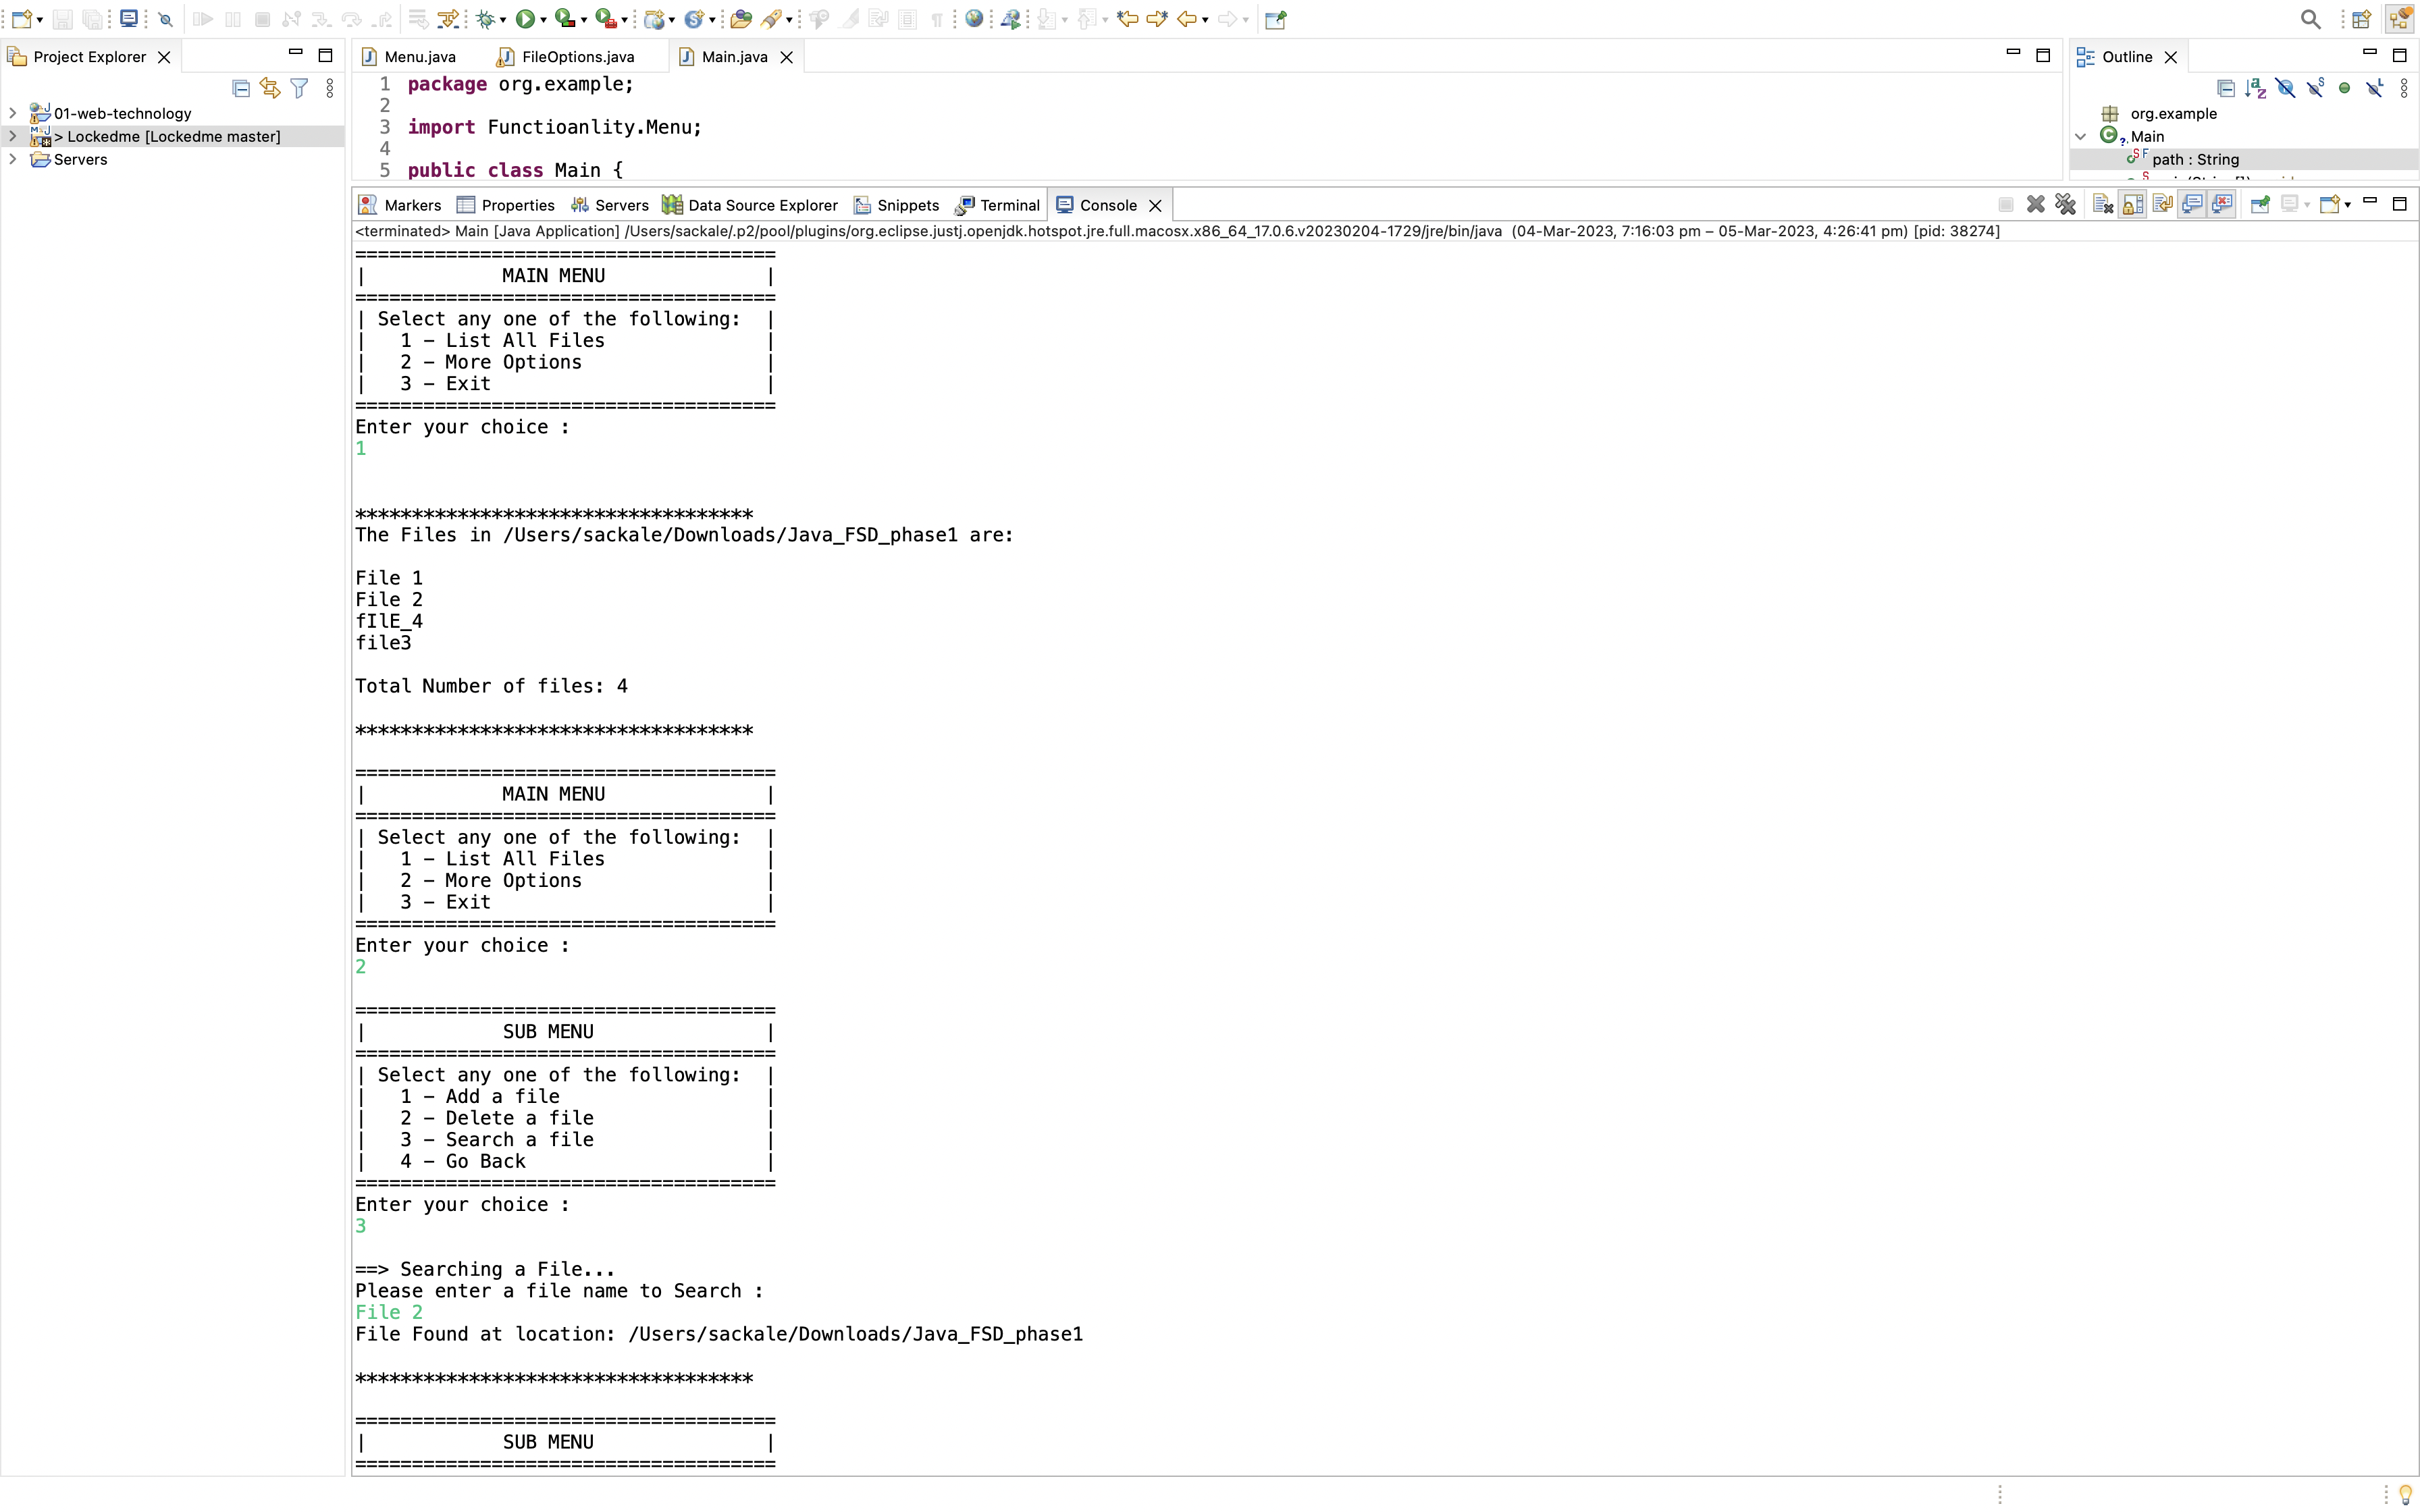 Project Explorer
01-web-technology
> Lockedme [Lockedme master]
Servers
Menu.java FileOptions.java Main.java
1 package org.example;
2
3 import Functioanlity.Menu;
4
5 public class Main {
Outline
org.example
Main
path : String
Markers Properties Servers Data Source Explorer Snippets Terminal Console
<terminated> Main [Java Application] /Users/sackale/.p2/pool/plugins/org.eclipse.justj.openjdk.hotspot.jre.full.macosx.x86_64_17.0.6.v20230204-1729/jre/bin/java (04-Mar-2023, 7:16:03 pm – 05-Mar-2023, 4:26:41 pm) [pid: 38274]
=====================================
| MAIN MENU |
=====================================
| Select any one of the following: |
| 1 - List All Files |
| 2 - More Options |
| 3 - Exit |
=====================================
Enter your choice :
1
***********************************
The Files in /Users/sackale/Downloads/Java_FSD_phase1 are:
File 1
File 2
fIlE_4
file3
Total Number of files: 4
***********************************
=====================================
| MAIN MENU |
=====================================
| Select any one of the following: |
| 1 - List All Files |
| 2 - More Options |
| 3 - Exit |
=====================================
Enter your choice :
2
=====================================
| SUB MENU |
=====================================
| Select any one of the following: |
| 1 - Add a file |
| 2 - Delete a file |
| 3 - Search a file |
| 4 - Go Back |
=====================================
Enter your choice :
3
==> Searching a File...
Please enter a file name to Search :
File 2
File Found at location: /Users/sackale/Downloads/Java_FSD_phase1
***********************************
=====================================
| SUB MENU |
=====================================